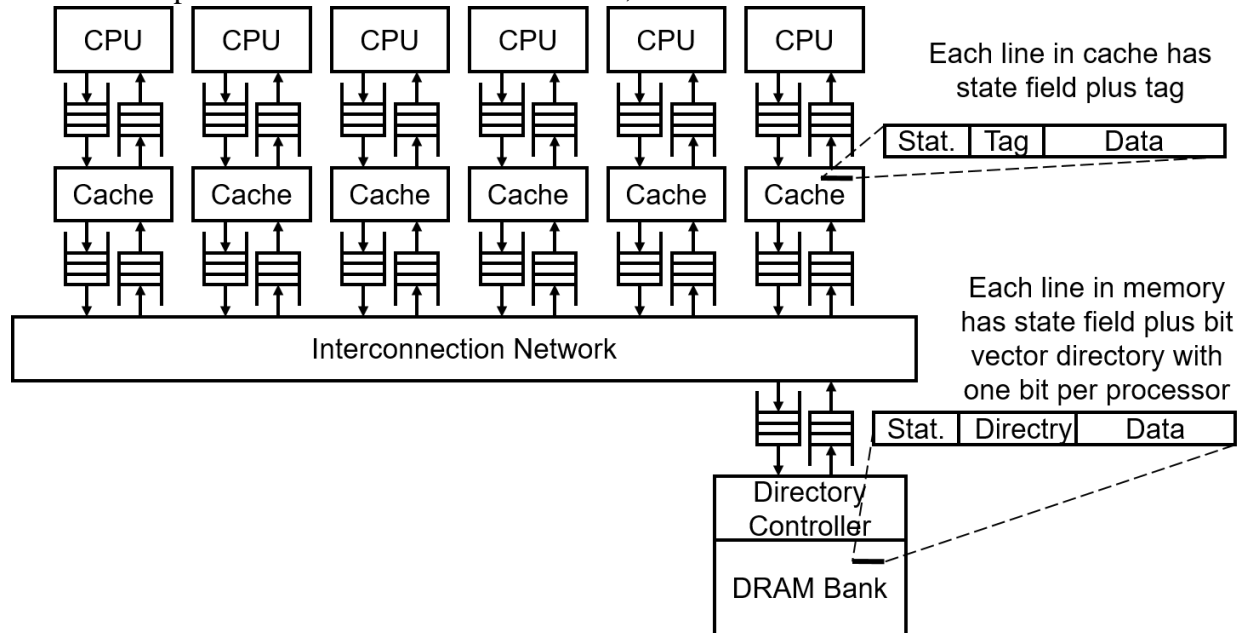 CPU CPU CPU CPU CPU CPU
Each line in cache has
state field plus tag
Stat. Tag Data
Cache Cache Cache Cache Cache Cache
Each line in memory
has state field plus bit
vector directory with
one bit per processor
Interconnection Network
Stat. Directry Data
Directory
Controller
DRAM Bank